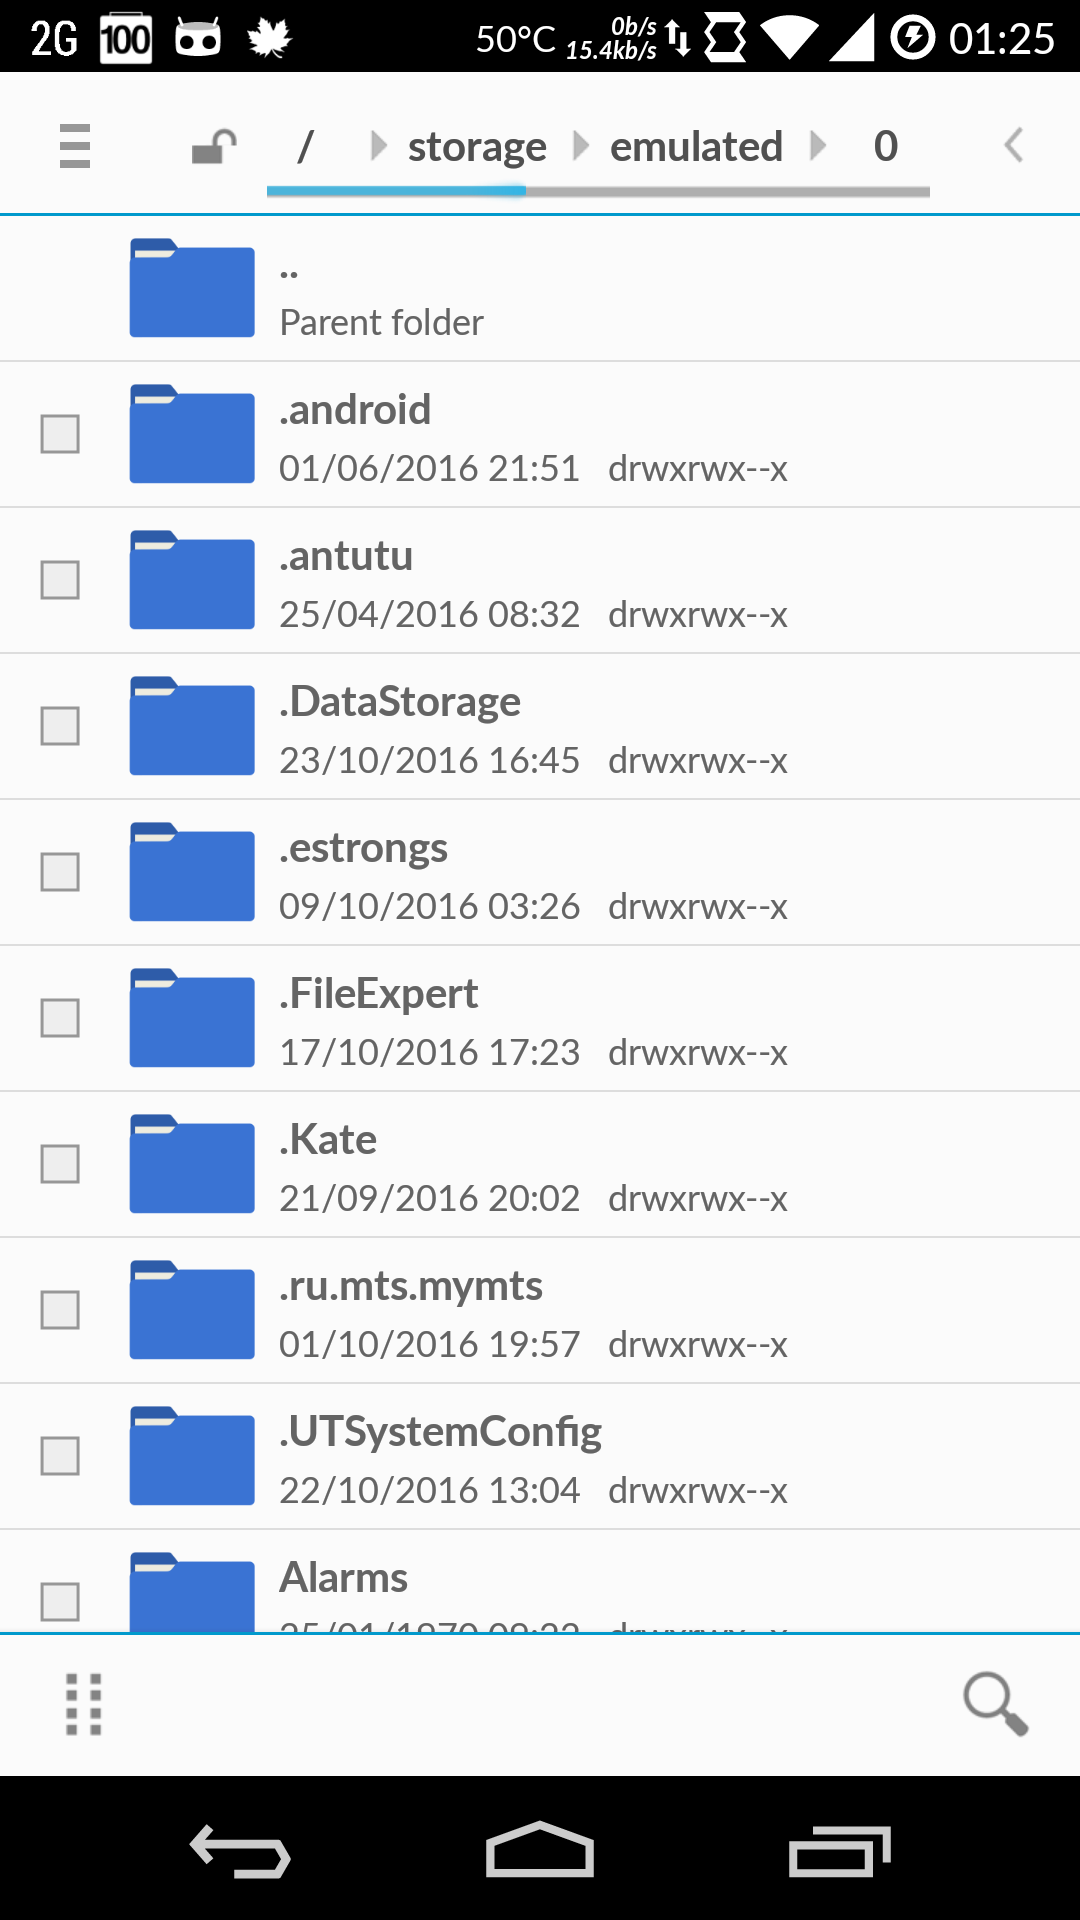 2G 100 50°C 0b/s 15.4kb/s 01:25
/ storage emulated 0
..
Parent folder
.android
01/06/2016 21:51 drwxrwx--x
.antutu
25/04/2016 08:32 drwxrwx--x
.DataStorage
23/10/2016 16:45 drwxrwx--x
.estrongs
09/10/2016 03:26 drwxrwx--x
.FileExpert
17/10/2016 17:23 drwxrwx--x
.Kate
21/09/2016 20:02 drwxrwx--x
.ru.mts.mymts
01/10/2016 19:57 drwxrwx--x
.UTSystemConfig
22/10/2016 13:04 drwxrwx--x
Alarms